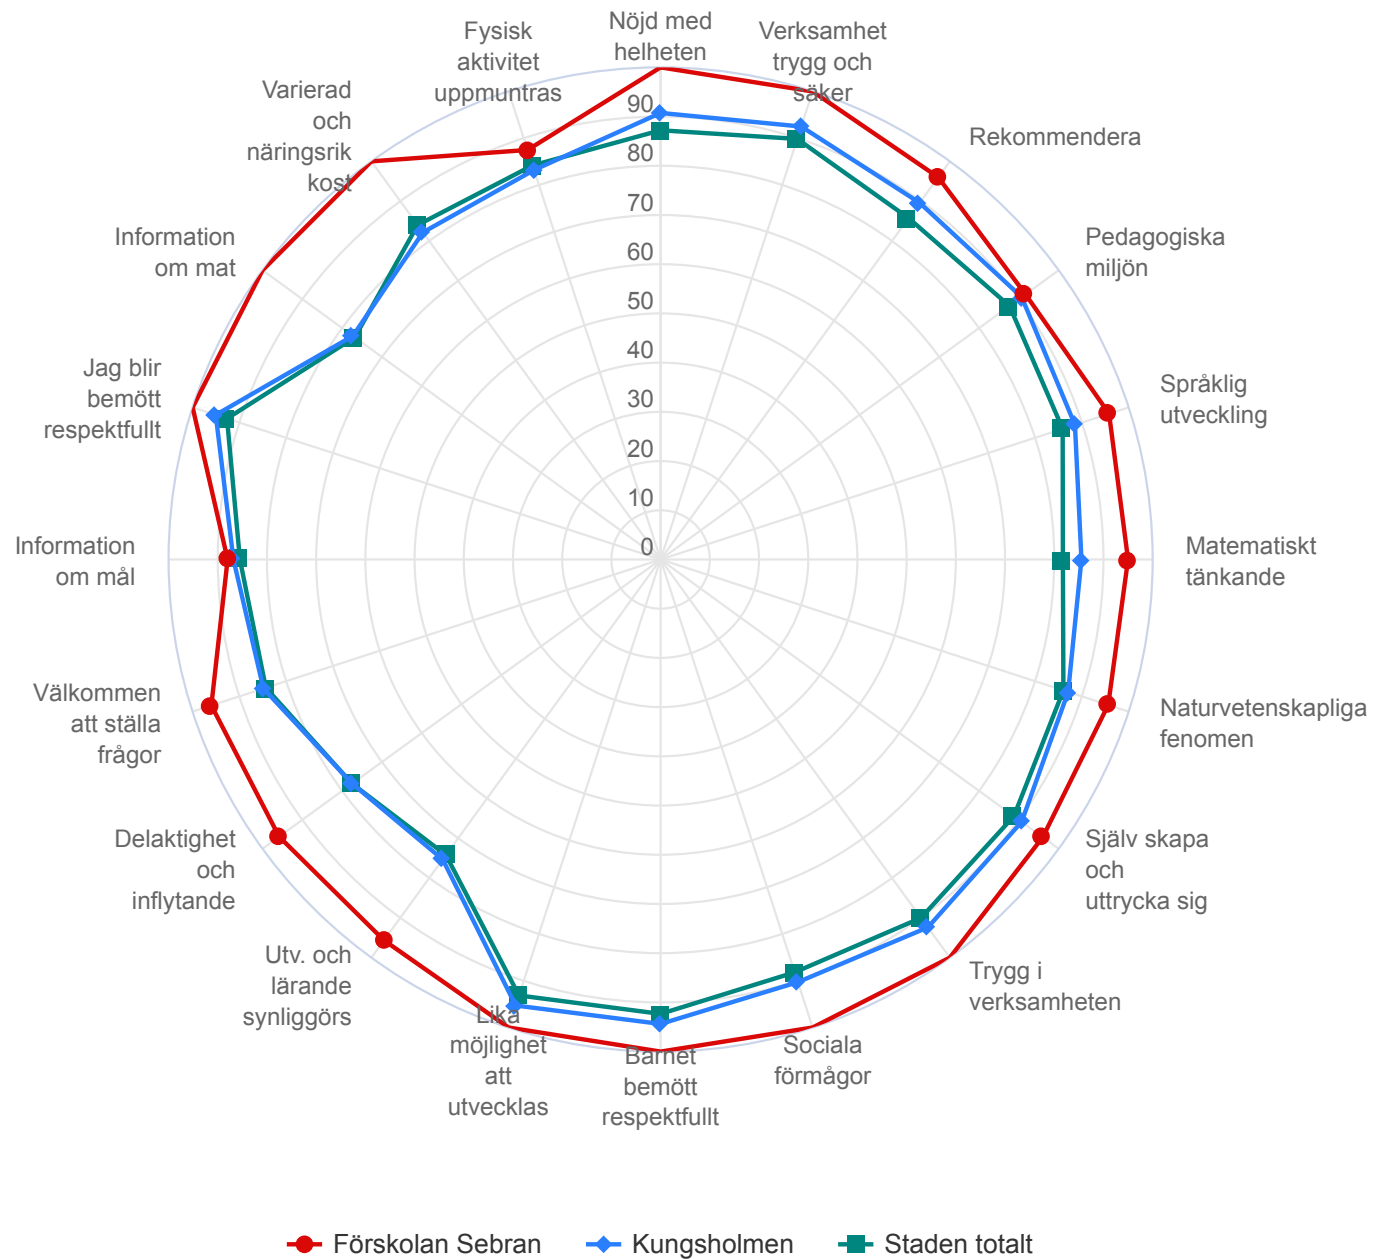 Nöjd med
helheten
Verksamhet
trygg och
säker
Rekommendera
Pedagogiska
miljön
Språklig
utveckling
Matematiskt
tänkande
Naturvetenskapliga
fenomen
Själv skapa
och
uttrycka sig
Trygg i
verksamheten
Sociala
förmågor
Barnet
bemött
respektfullt
Lika
möjlighet
att
utvecklas
Utv. och
lärande
synliggörs
Delaktighet
och
inflytande
Välkommen
att ställa
frågor
Information
om mål
Jag blir
bemött
respektfullt
Information
om mat
Varierad
och
näringsrik
kost
Fysisk
aktivitet
uppmuntras
90
80
70
60
50
40
30
20
10
0
Förskolan Sebran
Kungsholmen
Staden totalt